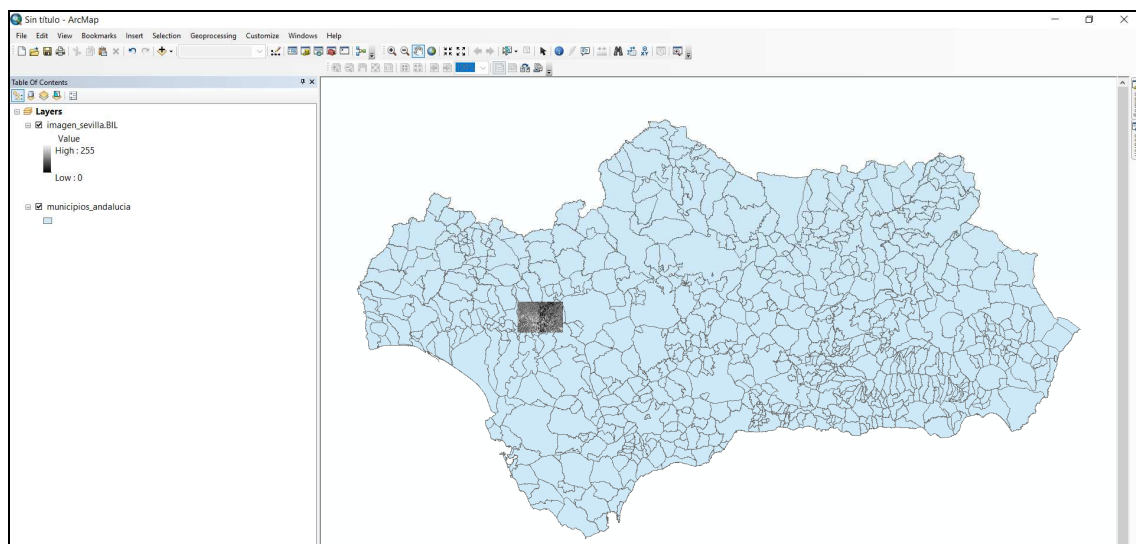 Sin título - ArcMap
File Edit View Bookmarks Insert Selection Geoprocessing Customize Windows Help
Table Of Contents
Layers
imagen_sevilla.BIL
Value
High : 255
Low : 0
municipios_andalucia